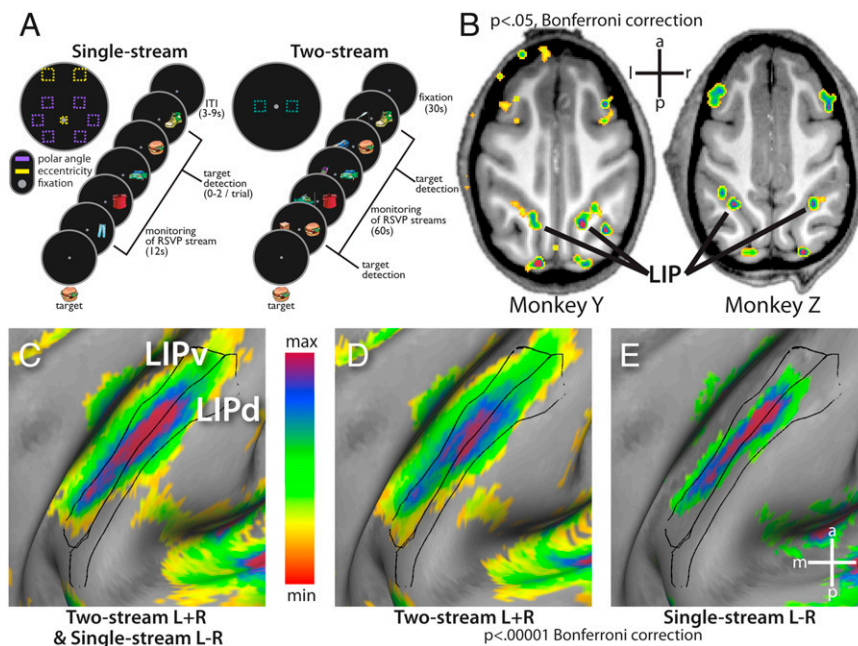 A
Single-stream
Two-stream
ITI
(3-9s)
fixation
(30s)
polar angle
eccentricity
fixation
target
detection
(0-2 / trial)
target
detection
monitoring
of RSVP stream
(12s)
monitoring
of RSVP streams
(60s)
target
detection
target
target
B
p<.05, Bonferroni correction
a
l
r
p
LIP
Monkey Y
Monkey Z
C
LIPv
LIPd
max
min
D
E
a
m
p
Two-stream L+R
& Single-stream L-R
Two-stream L+R
Single-stream L-R
p<.00001 Bonferroni correction